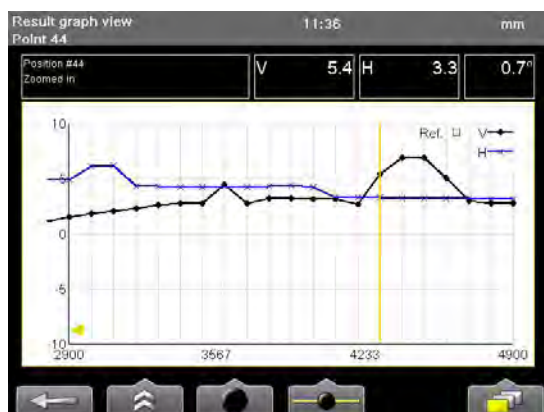 Result graph view 11:36 mm
Point 44
Position #44
Zoomed in
V 5.4 H 3.3 0.7°
10
Ref. V
H
5
0
-5
-10
2900 3567 4233 4900